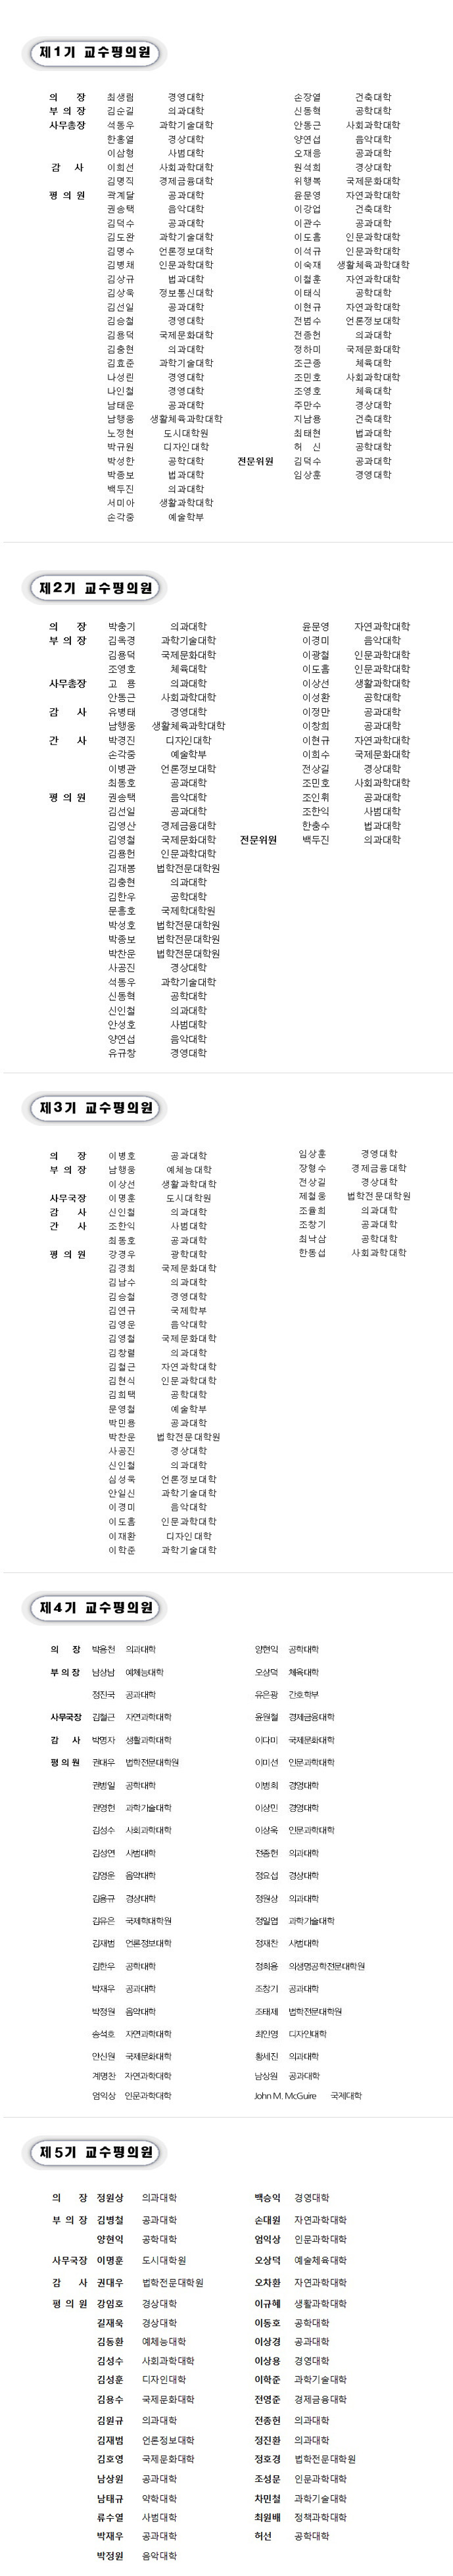 제1기 교수평의원
의 장 최생림 경영대학
부 의 장 김순길 의과대학
사무총장 석동우 과학기술대학
한홍열 경상대학
이삼형 사범대학
감 사 이희선 사회과학대학
김명직 경제금융대학
평 의 원 곽계달 공과대학
권송택 음악대학
김덕수 공과대학
김도완 과학기술대학
김명수 언론정보대학
김병채 인문과학대학
김상규 법과대학
김상욱 정보통신대학
김선일 공과대학
김승철 경영대학
김용덕 국제문화대학
김충현 의과대학
김효준 과학기술대학
나성린 경영대학
나인철 경영대학
남태운 공과대학
남행웅 생활체육과학대학
노정현 도시대학원
박규원 디자인대학
박성한 공학대학
박종보 법과대학
백두진 의과대학
서미아 생활과학대학
손각중 예술학부
손장열 건축대학
신동혁 공학대학
안동근 사회과학대학
양연섭 음악대학
오재응 공과대학
원석희 경상대학
위행복 국제문화대학
윤문영 자연과학대학
이강업 건축대학
이관수 공과대학
이도흠 인문과학대학
이석규 인문과학대학
이숙재 생활체육과학대학
이철훈 자연과학대학
이태식 공학대학
이현규 자연과학대학
전범수 언론정보대학
전종헌 의과대학
정하미 국제문화대학
조근종 체육대학
조민호 사회과학대학
조영호 체육대학
주만수 경상대학
지남용 건축대학
최태현 법과대학
허 신 공학대학
전문위원 김덕수 공과대학
임상훈 경영대학
제2기 교수평의원
의 장 박충기 의과대학
부 의 장 김옥경 과학기술대학
김용덕 국제문화대학
조영호 체육대학
사무총장 고 용 의과대학
안동근 사회과학대학
감 사 유병태 경영대학
남행웅 생활체육과학대학
간 사 박경진 디자인대학
손각중 예술학부
이병관 언론정보대학
최동호 공과대학
평 의 원 권송택 음악대학
김선일 공과대학
김영산 경제금융대학
김영철 국제문화대학
김용헌 인문과학대학
김재봉 법학전문대학원
김충현 의과대학
김한우 공학대학
문흥호 국제학대학원
박성호 법학전문대학원
박종보 법학전문대학원
박찬운 법학전문대학원
사공진 경상대학
석동우 과학기술대학
신동혁 공학대학
신인철 의과대학
안성호 사범대학
양연섭 음악대학
유규창 경영대학
윤문영 자연과학대학
이경미 음악대학
이광철 인문과학대학
이도흠 인문과학대학
이상선 생활과학대학
이성환 공학대학
이정만 공과대학
이창희 공과대학
이현규 자연과학대학
이희수 국제문화대학
전상길 경상대학
조민호 사회과학대학
조인휘 공과대학
조한익 사범대학
한충수 법과대학
전문위원 백두진 의과대학
제3기 교수평의원
의 장 이병호 공과대학
부 의 장 남행웅 예체능대학
이상선 생활과학대학
사무국장 이명훈 도시대학원
감 사 신인철 의과대학
간 사 조한익 사범대학
최동호 공과대학
평 의 원 강경우 공학대학
김경희 국제문화대학
김남수 의과대학
김승철 경영대학
김연규 국제학부
김영운 음악대학
김영철 국제문화대학
김창렬 의과대학
김철근 자연과학대학
김현식 인문과학대학
김희택 공학대학
문영철 예술학부
박민용 공과대학
박찬운 법학전문대학원
사공진 경상대학
신인철 의과대학
심성욱 언론정보대학
안일신 과학기술대학
이경미 음악대학
이도흠 인문과학대학
이재환 디자인대학
이학준 과학기술대학
임상훈 경영대학
장형수 경제금융대학
전상길 경상대학
제철웅 법학전문대학원
조율희 의과대학
조창기 공과대학
최낙삼 공학대학
한동섭 사회과학대학
제4기 교수평의원
의 장 박용천 의과대학
부 의 장 남상남 예체능대학
정진국 공과대학
사무국장 김철근 자연과학대학
감 사 박명자 생활과학대학
평 의 원 권대우 법학전문대학원
권병일 공학대학
권영헌 과학기술대학
김성수 사회과학대학
김성연 사범대학
김영운 음악대학
김용규 경상대학
김유은 국제학대학원
김재범 언론정보대학
김한우 공학대학
박재우 공과대학
박정원 음악대학
송석호 자연과학대학
안신원 국제문화대학
계명찬 자연과학대학
엄익상 인문과학대학
양현익 공학대학
오상덕 체육대학
유은광 간호학부
윤원철 경제금융대학
이다미 국제문화대학
이미선 인문과학대학
이병희 경영대학
이상민 경영대학
이상욱 인문과학대학
전종헌 의과대학
정요섭 경상대학
정원상 의과대학
정일엽 과학기술대학
정재찬 사범대학
정희용 의생명공학전문대학원
조창기 공과대학
조태제 법학전문대학원
최인영 디자인대학
황세진 의과대학
남상원 공과대학
John M. McGuire 국제대학
제5기 교수평의원
의 장 정원상 의과대학
부 의 장 김병철 공과대학
양현익 공학대학
사무국장 이명훈 도시대학원
감 사 권대우 법학전문대학원
평 의 원 강임호 경상대학
길재욱 경상대학
김동환 예체능대학
김성수 사회과학대학
김성훈 디자인대학
김용수 국제문화대학
김원규 의과대학
김재범 언론정보대학
김호영 국제문화대학
남상원 공과대학
남태규 약학대학
류수열 사범대학
박재우 공과대학
박정원 음악대학
백승익 경영대학
손대원 자연과학대학
엄익상 인문과학대학
오상덕 예술체육대학
오차환 자연과학대학
이규혜 생활과학대학
이동호 공학대학
이상경 공과대학
이상용 경영대학
이학준 과학기술대학
전영준 경제금융대학
전종헌 의과대학
정진환 의과대학
정호경 법학전문대학원
조성문 인문과학대학
차민철 과학기술대학
최원배 정책과학대학
허선 공학대학